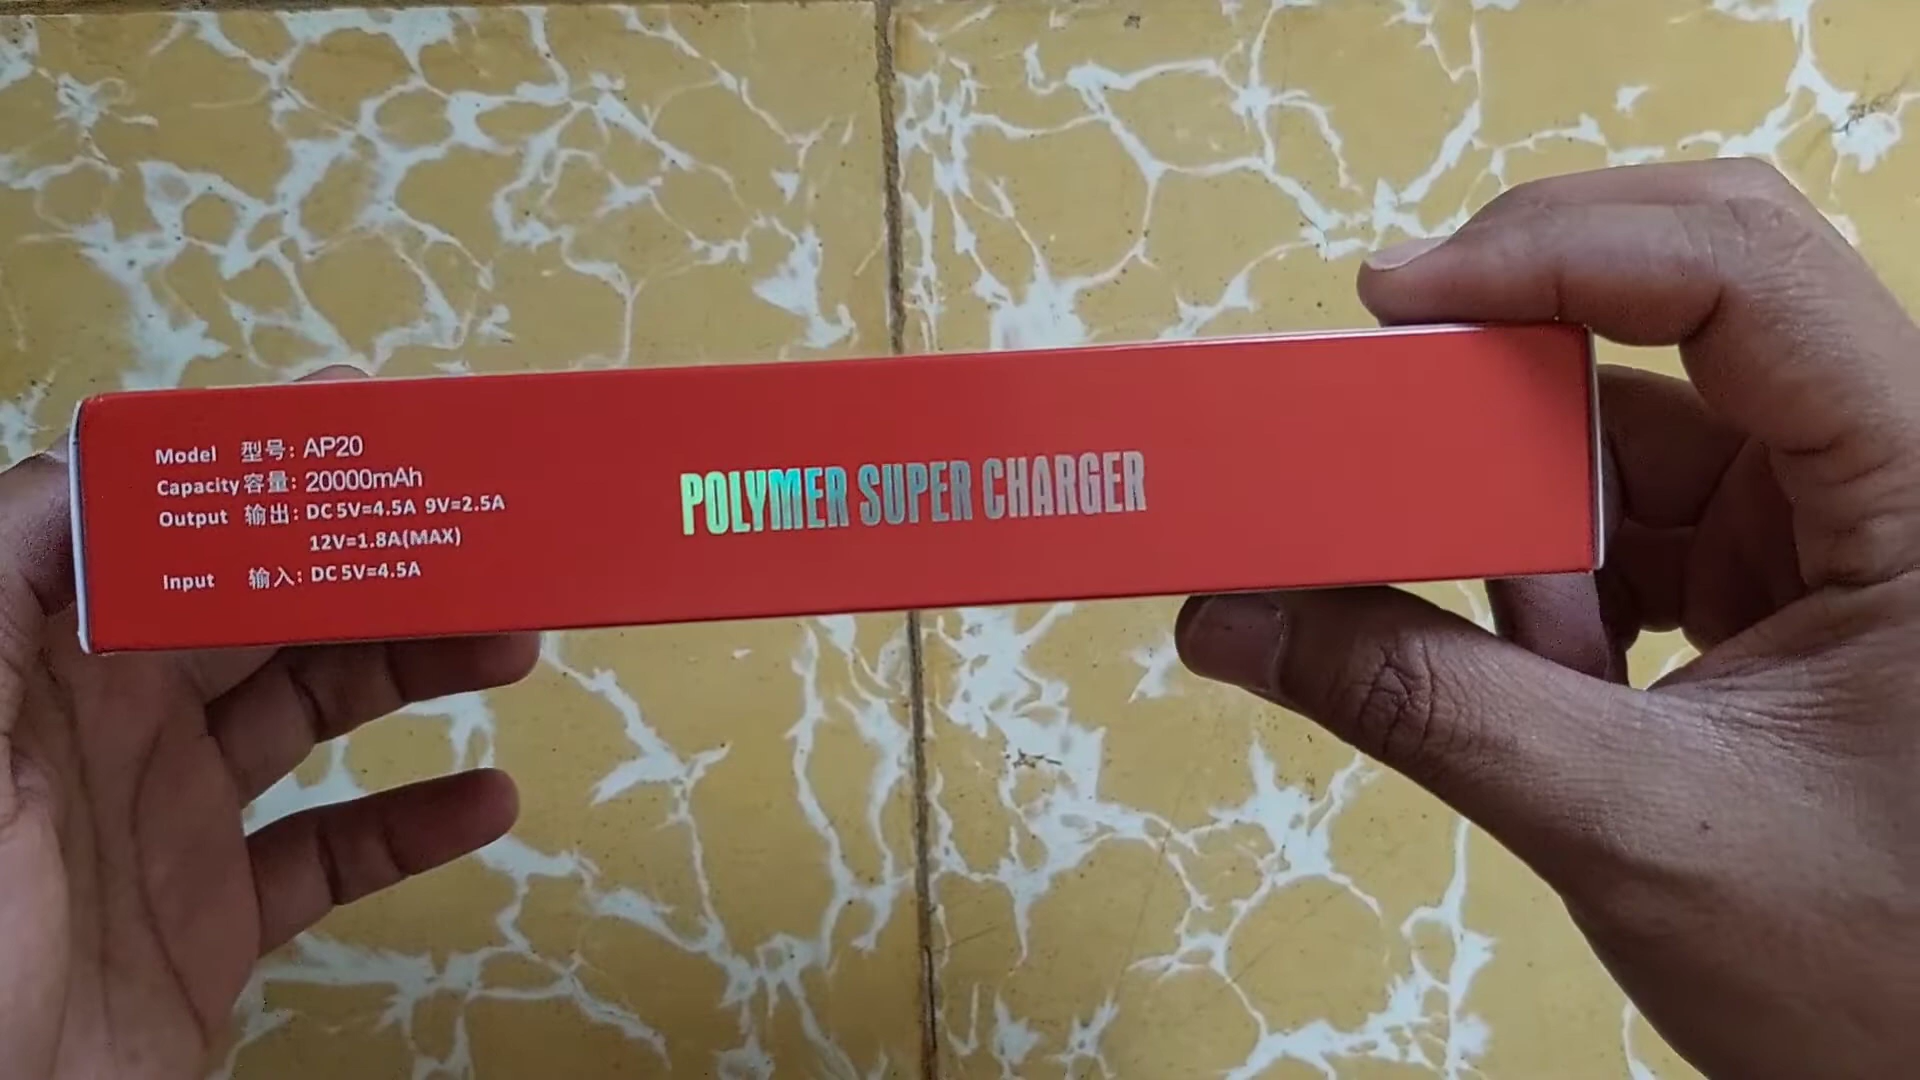 Model 型号: AP20
Capacity 容量: 20000mAh
Output 输出: DC 5V=4.5A 9V=2.5A
12V=1.8A(MAX)
Input 输入: DC 5V=4.5A
POLYMER SUPER CHARGER